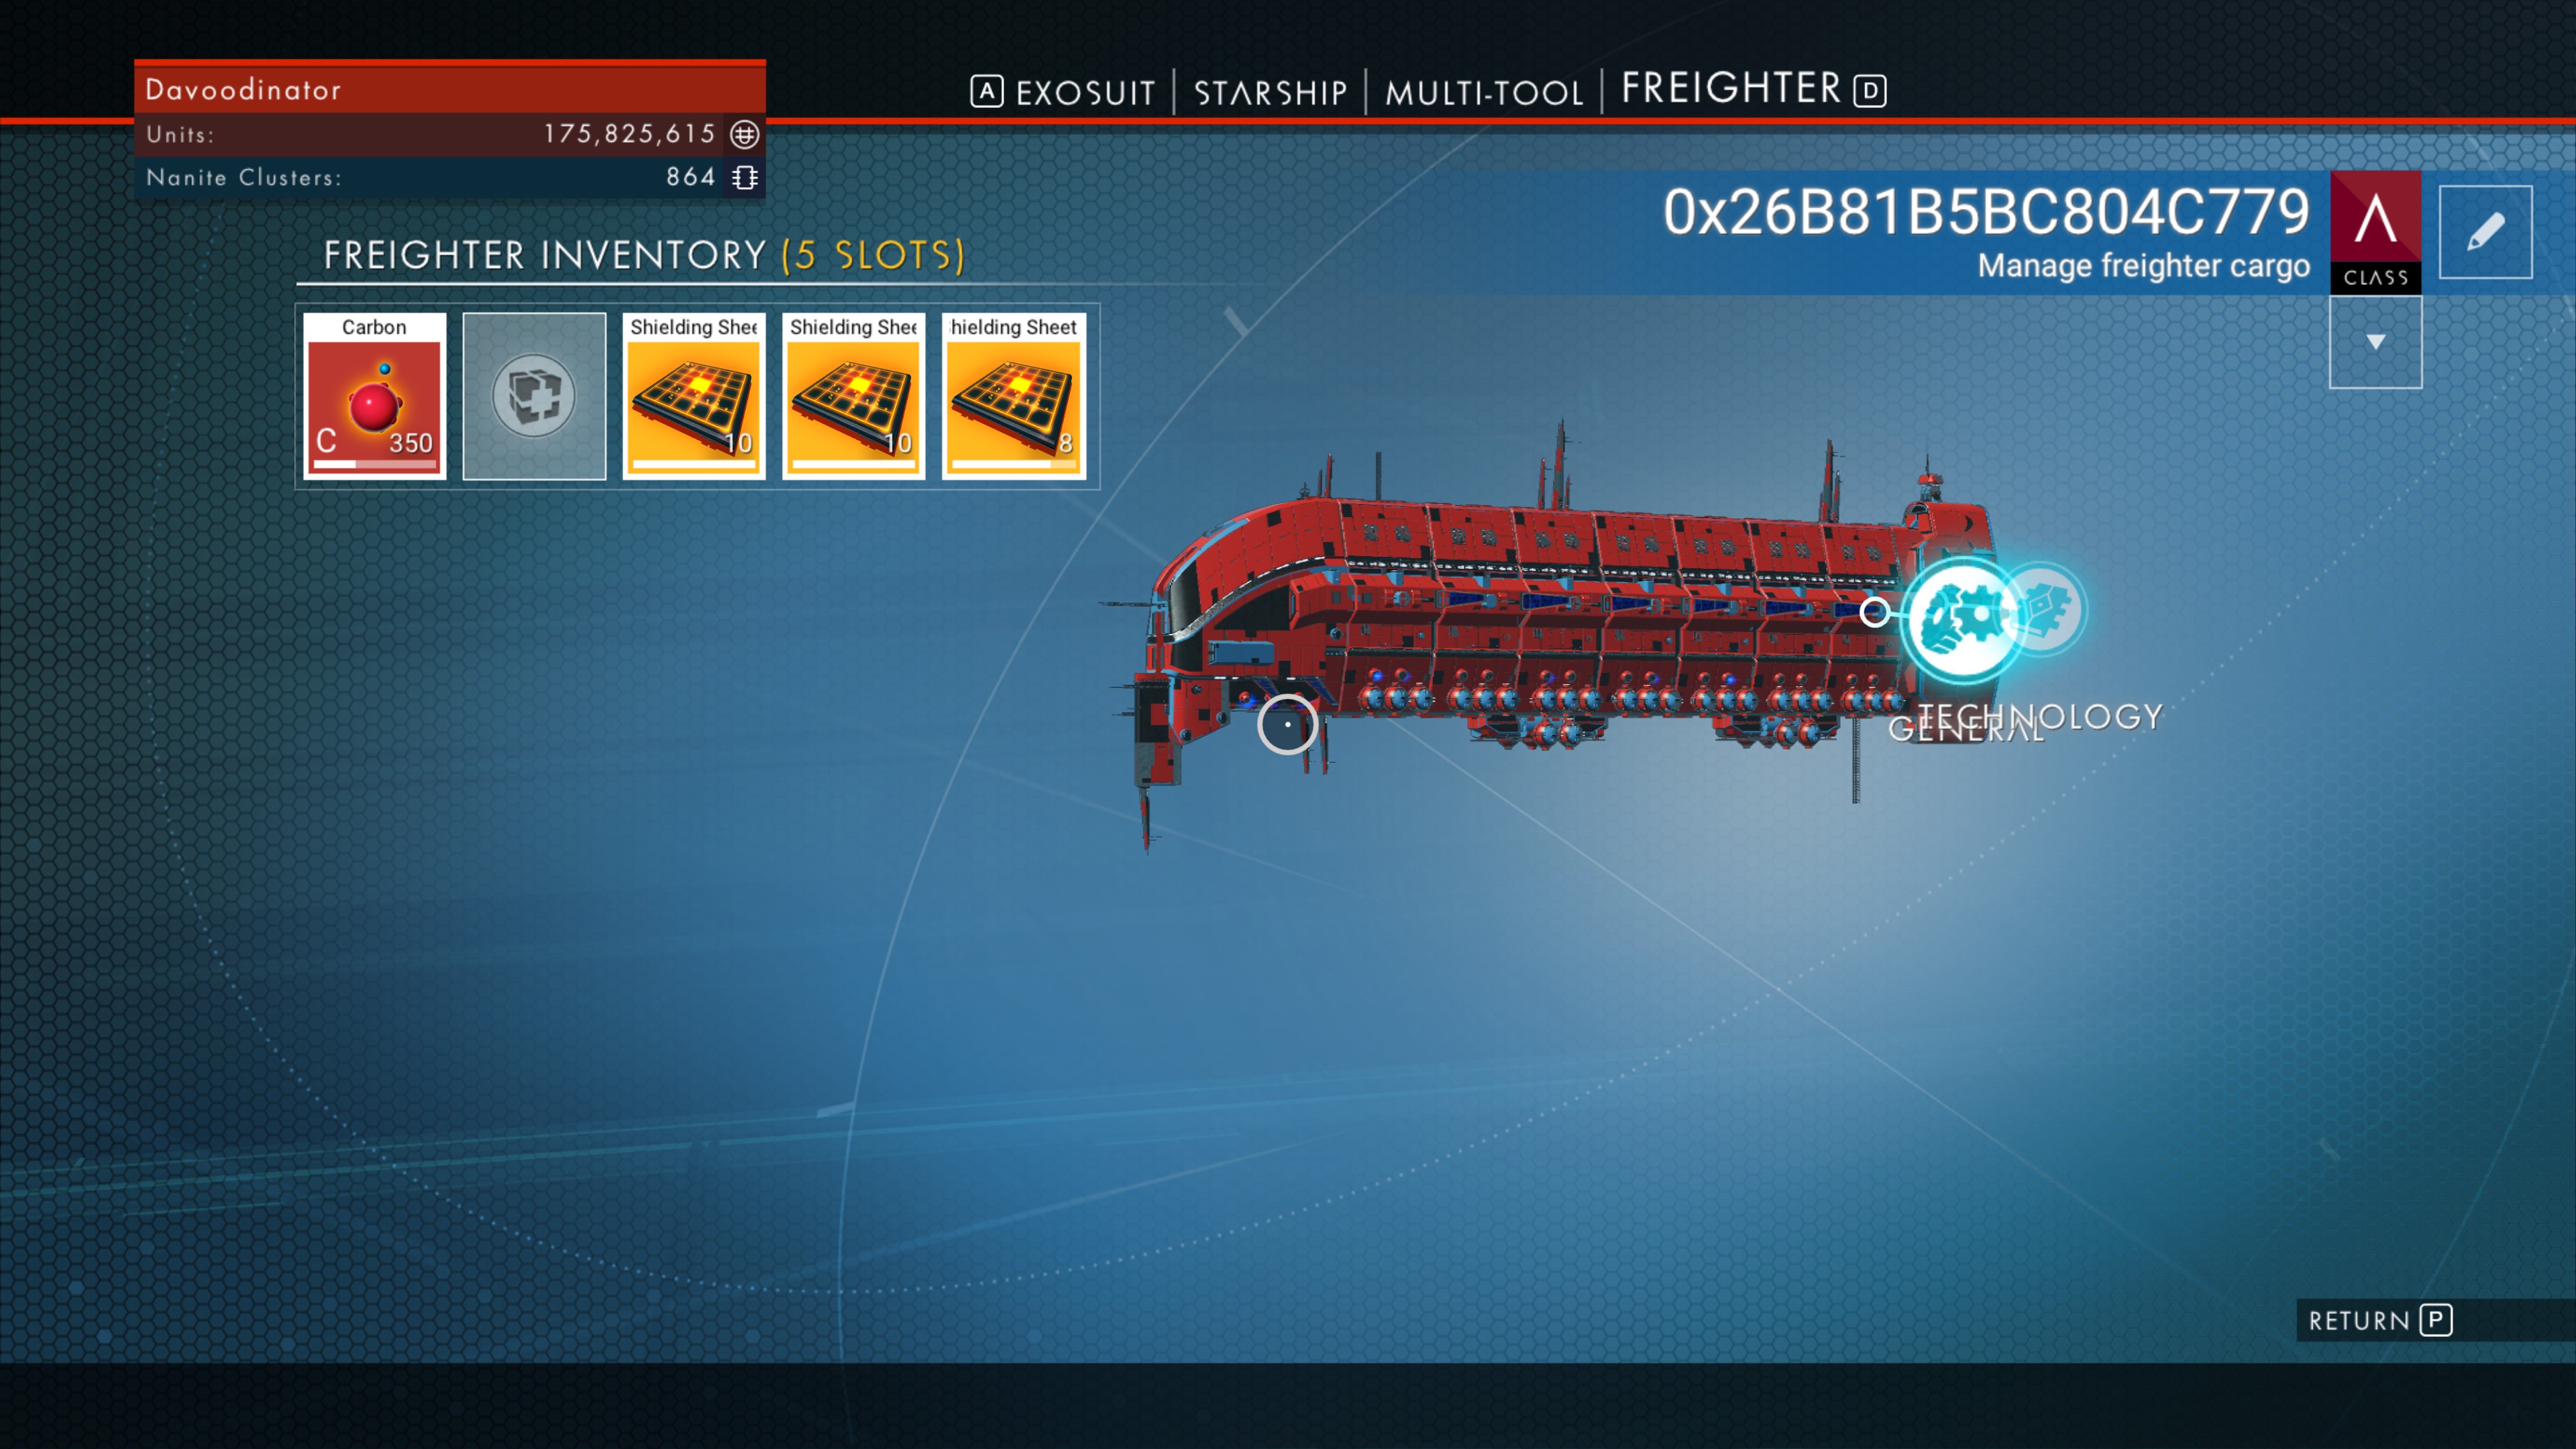 Davoodinator
Units: 175,825,615
Nanite Clusters: 864
A EXOSUIT STARSHIP MULTI-TOOL FREIGHTER D
0x26B81B5BC804C779
Manage freighter cargo
CLASS
FREIGHTER INVENTORY (5 SLOTS)
Carbon
C 350
Shielding Shee
10
Shielding Shee
10
hielding Sheet
8
TECHNOLOGY
GENERAL
RETURN P